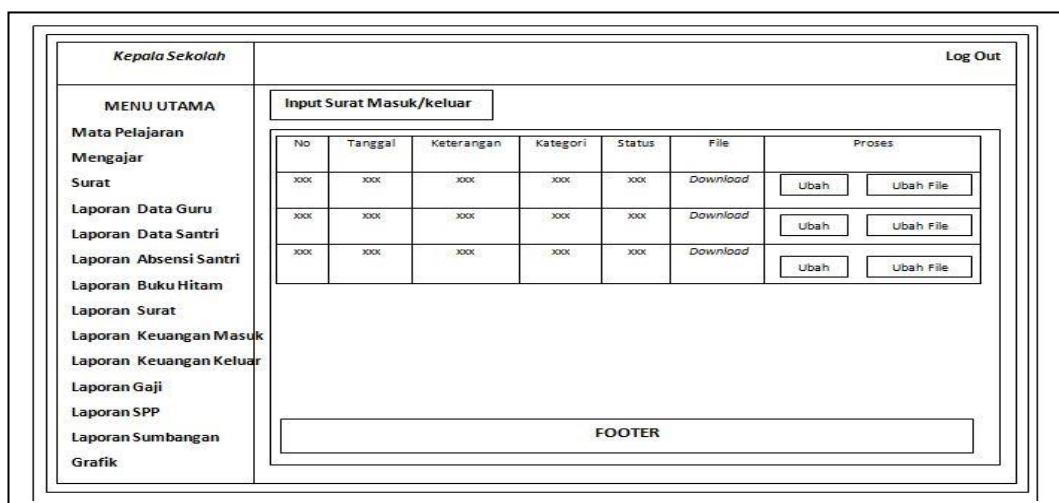 Kepala Sekolah
Log Out
MENU UTAMA
Mata Pelajaran
Mengajar
Surat
Laporan Data Guru
Laporan Data Santri
Laporan Absensi Santri
Laporan Buku Hitam
Laporan Surat
Laporan Keuangan Masuk
Laporan Keuangan Keluar
Laporan Gaji
Laporan SPP
Laporan Sumbangan
Grafik
Input Surat Masuk/keluar
No Tanggal Keterangan Kategori Status File Proses
xxx xxx xxx xxx xxx Download Ubah Ubah File
xxx xxx xxx xxx xxx Download Ubah Ubah File
xxx xxx xxx xxx xxx Download Ubah Ubah File
FOOTER